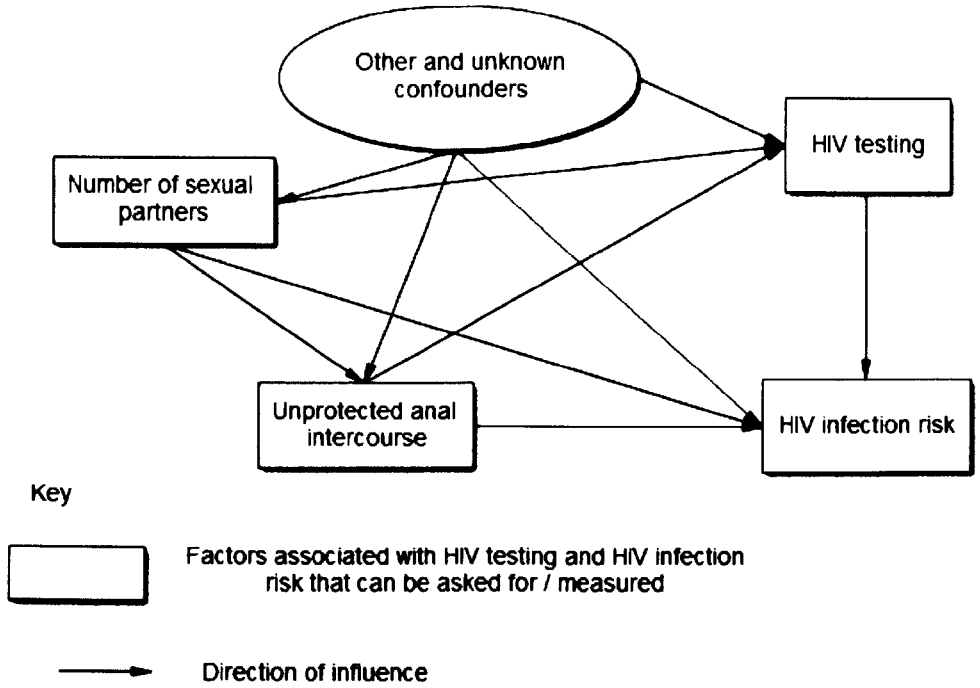 Other and unknown
confounders
HIV testing
Number of sexual
partners
Unprotected anal
intercourse
HIV infection risk
Key
Factors associated with HIV testing and HIV infection
risk that can be asked for / measured
Direction of influence